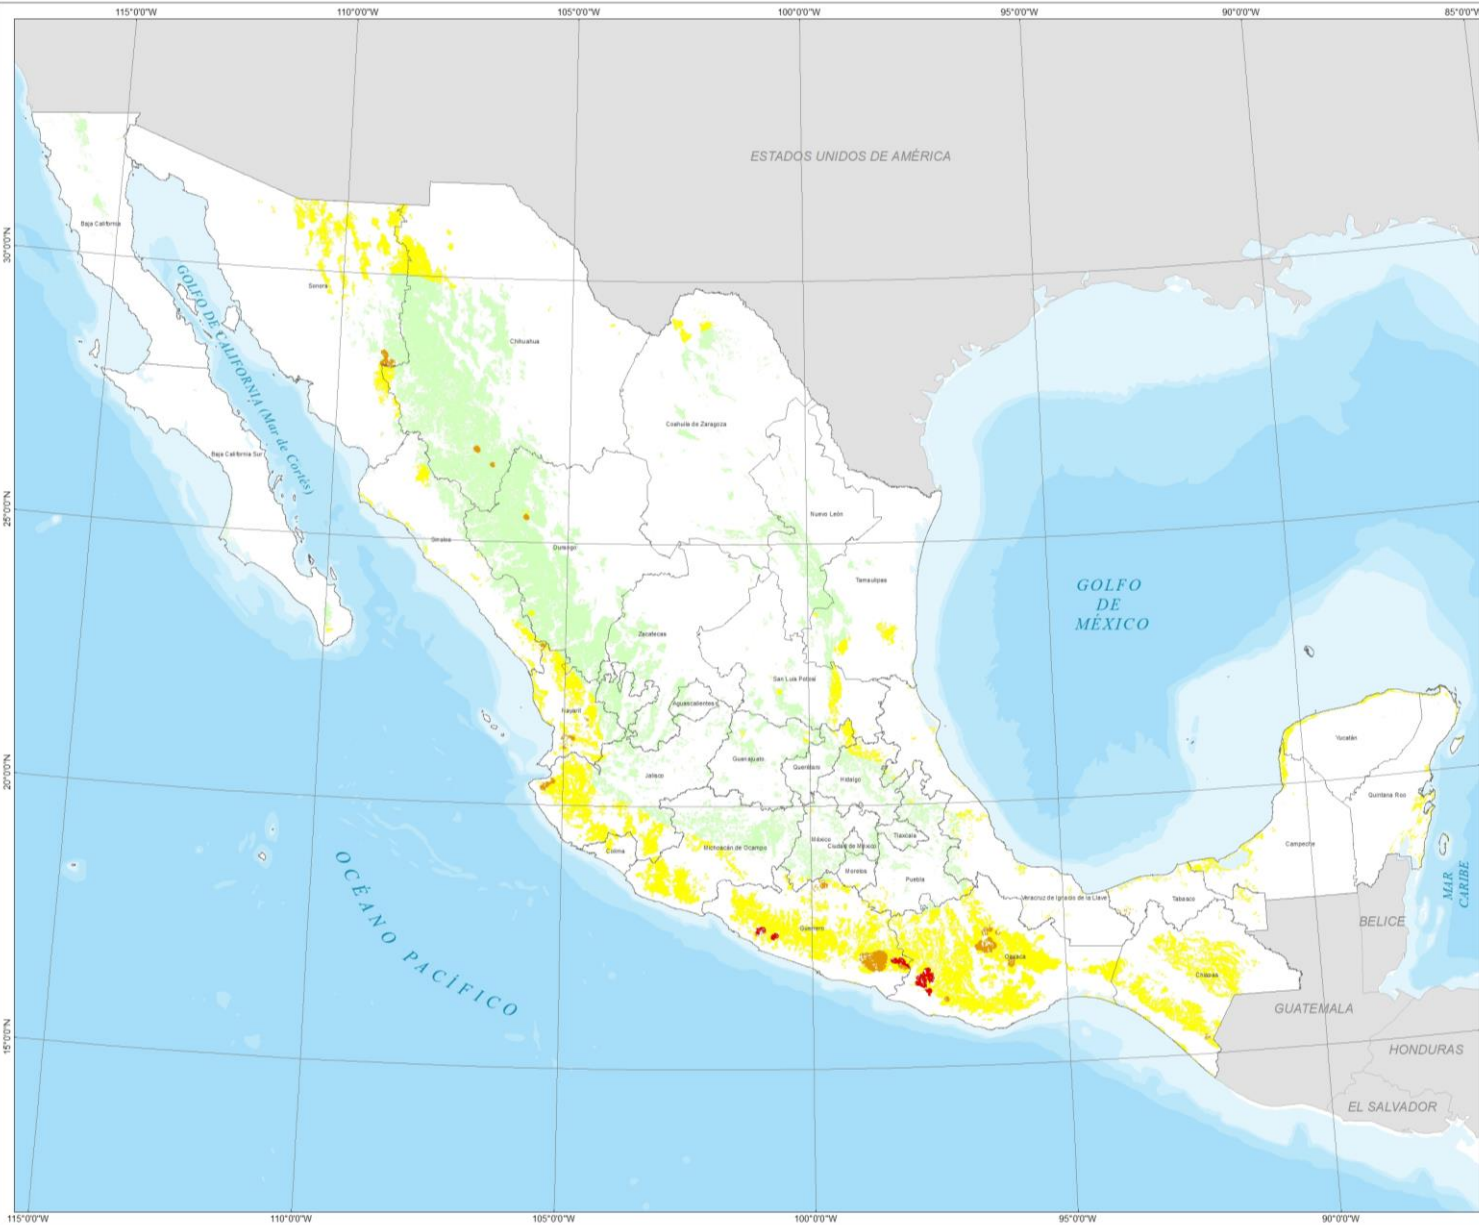 115°0'0"W
110°0'0"W
105°0'0"W
100°0'0"W
95°0'0"W
90°0'0"W
85°0'0"W
ESTADOS UNIDOS DE AMÉRICA
Baja California
30°0'0"N
GOLFO DE CALIFORNIA (Mar de Cortés)
Sonora
Chihuahua
Coahuila de Zaragoza
Baja California Sur
25°0'0"N
Nuevo León
Sinaloa
Durango
Tamaulipas
GOLFO
DE
MÉXICO
Zacatecas
San Luis Potosí
Aguascalientes
Nayarit
Yucatán
20°0'0"N
Guanajuato
Querétaro
Hidalgo
Jalisco
Quintana Roo
Tlaxcala
México
Ciudad de México
Michoacán de Ocampo
Colima
Campeche
Morelos
Puebla
OCÉANO PACÍFICO
MAR
CARIBE
Veracruz de Ignacio de la Llave
Tabasco
BELICE
Guerrero
Oaxaca
Chiapas
GUATEMALA
15°0'0"N
HONDURAS
EL SALVADOR
115°0'0"W
110°0'0"W
105°0'0"W
100°0'0"W
95°0'0"W
90°0'0"W